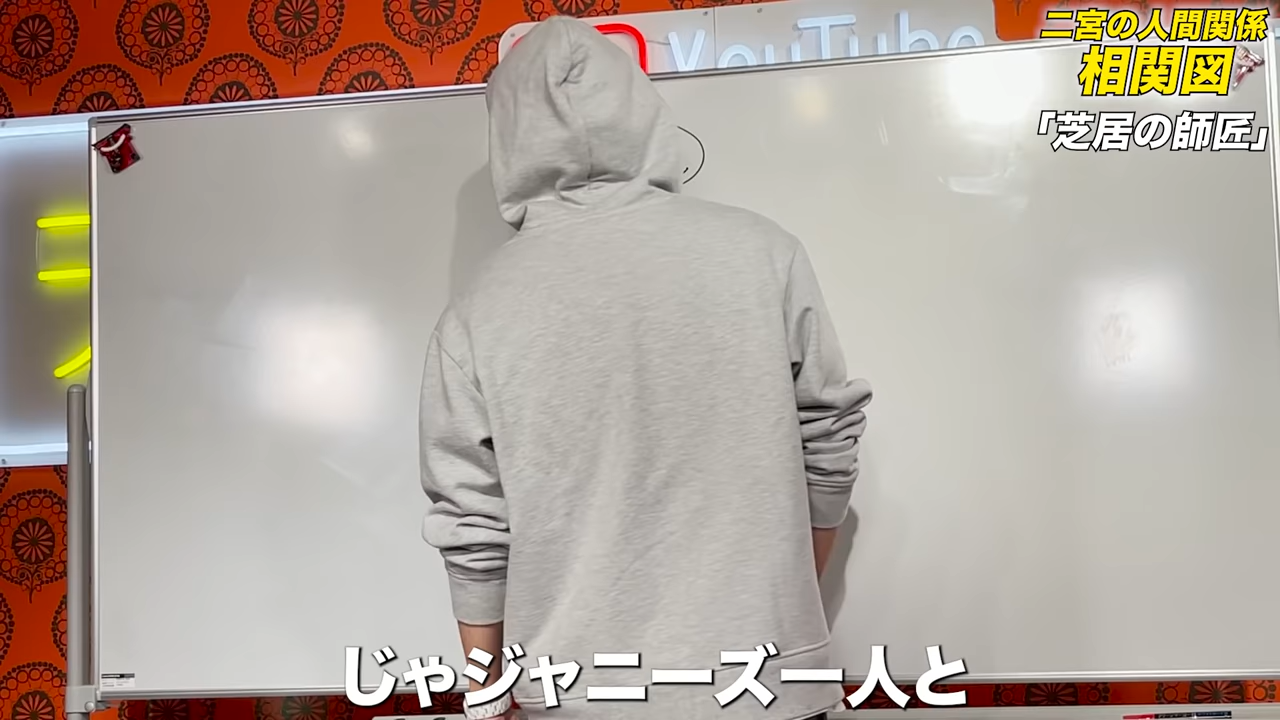 YouTube
二宮の人間関係
相関図
「芝居の師匠」
じゃジャニーズ一人と